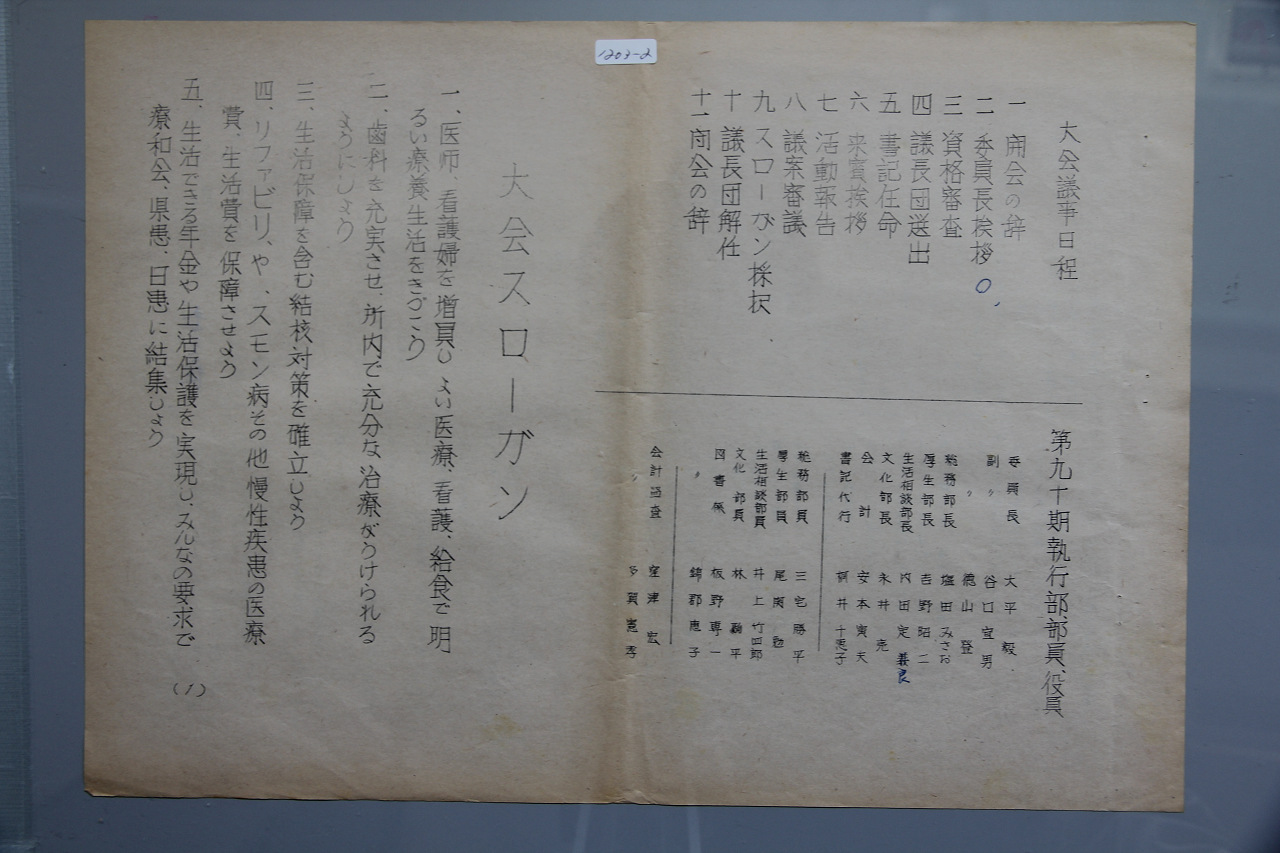 1203-2
大会議事日程
一 開会の辞
二 委員長挨拶
三 資格審査
四 議長団選出
五 書記任命
六 来賓挨拶
七 活動報告
八 議案審議
九 スローガン採択
十 議長団解任
十一 閉会の辞
第九十期執行部、部員、役員
委員長 大平毅
副〃 谷口宣男
〃 徳山登
総務部長 塩田みさお
厚生部長 吉野昭二
生活相談部長 内田定 義良
文化部長 永井亮
会計 安本寅夫
書記代行 桐井千恵子
総務部員 三宅勝平
厚生部員 尾関
生活相談部員 井上竹四郎
文化部員 林 平
図書係 板野専一
〃 錦郡恵子
会計監査 窪津宏
〃 多賀憲彦
大会スローガン
一、医師、看護婦を増員し よい医療、看護、給食で明
るい療養生活をきづこう
二、歯科を充実させ、所内で充分な治療がうけられる
ようにしよう
三、生活保障を含む結核対策を確立しよう
四、リファビリ、や、スモン病その他慢性疾患の医療
費、生活費を保障させよう
五、生活できる年金や生活保護を実現し、みんなの要求で
療和会、県患、日患に結集しよう
(1)